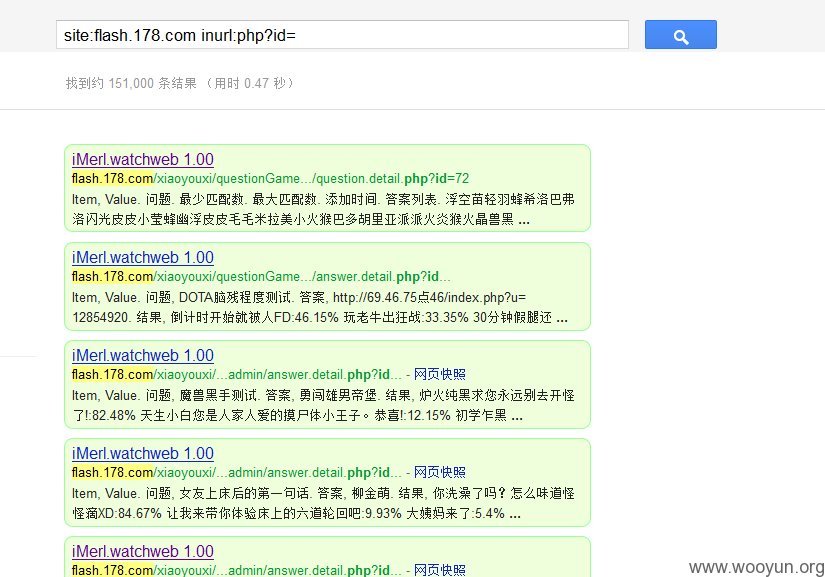 site:flash.178.com inurl:php?id=
找到约 151,000 条结果 （用时 0.47 秒）
iMerl.watchweb 1.00
flash.178.com/xiaoyouxi/questionGame.../question.detail.php?id=72
Item, Value. 问题. 最少匹配数. 最大匹配数. 添加时间. 答案列表. 浮空苗轻羽蜂希洛巴弗
洛闪光皮皮小莹蜂幽浮皮皮毛毛米拉美小火猴巴多胡里亚派派火炎猴火晶兽黑 ...
iMerl.watchweb 1.00
flash.178.com/xiaoyouxi/questionGame.../answer.detail.php?id...
Item, Value. 问题, DOTA脑残程度测试. 答案, http://69.46.75点46/index.php?u=
12854920. 结果, 倒计时开始就被人FD:46.15% 玩老牛出狂战:33.35% 30分钟假腿还 ...
iMerl.watchweb 1.00
flash.178.com/xiaoyouxi/...admin/answer.detail.php?id... - 网页快照
Item, Value. 问题, 魔兽黑手测试. 答案, 勇闯雄男帝堡. 结果, 炉火纯黑求您永远别去开怪
了!:82.48% 天生小白您是人家人爱的摸尸体小王子。恭喜!:12.15% 初学乍黑 ...
iMerl.watchweb 1.00
flash.178.com/xiaoyouxi/...admin/answer.detail.php?id... - 网页快照
Item, Value. 问题, 女友上床后的第一句话. 答案, 柳金萌. 结果, 你洗澡了吗？怎么味道怪
怪滴XD:84.67% 让我来带你体验床上的六道轮回吧:9.93% 大姨妈来了:5.4% ...
iMerl.watchweb 1.00
flash.178.com/xiaoyouxi/...admin/answer.detail.php?id... - 网页快照
www.wooyun.org